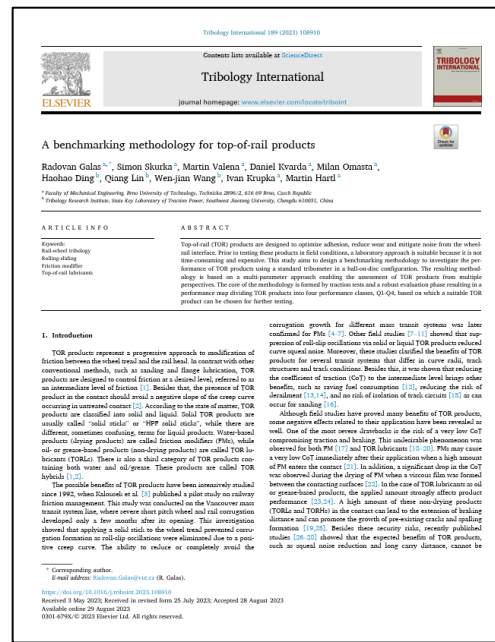 Tribology International 189 (2023) 108910
Contents lists available at ScienceDirect
Tribology International
ELSEVIER
journal homepage: www.elsevier.com/locate/triboint
TRIBOLOGY
INTERNATIONAL
A benchmarking methodology for top-of-rail products
Check for
updates
Radovan Galas a,*, Simon Skurka a, Martin Valena a, Daniel Kvarda a, Milan Omasta a,
Haohao Ding b, Qiang Lin b, Wen-jian Wang b, Ivan Krupka a, Martin Hartl a
a Faculty of Mechanical Engineering, Brno University of Technology, Technicka 2896/2, 616 69 Brno, Czech Republic
b Tribology Research Institute, State Key Laboratory of Traction Power, Southwest Jiaotong University, Chengdu 610031, China
ARTICLE INFO
Keywords:
Rail-wheel tribology
Rolling-sliding
Friction modifier
Top-of-rail lubricants
ABSTRACT
Top-of-rail (TOR) products are designed to optimize adhesion, reduce wear and mitigate noise from the wheel-
rail interface. Prior to testing these products in field conditions, a laboratory approach is suitable because it is not
time-consuming and expensive. This study aims to design a benchmarking methodology to investigate the per-
formance of TOR products using a standard tribometer in a ball-on-disc configuration. The resulting method-
ology is based on a multi-parameter approach enabling the assessment of TOR products from multiple
perspectives. The core of the methodology is formed by traction tests and a robust evaluation phase resulting in
performance map dividing TOR products into four performance classes, Q1-Q4, based on which a suitable TOR
product can be chosen for further testing.
1. Introduction
TOR products represent a progressive approach to modification of
friction between the wheel tread and the rail head. In contrast with other
conventional methods, such as sanding and flange lubrication, TOR
products are designed to control friction at a desired level, referred to as
an intermediate level of friction [1]. Besides that, the presence of TOR
product in the contact should avoid a negative slope of the creep curve
occurring in untreated contact [2]. According to the state of matter, TOR
products are classified into solid and liquid. Solid TOR products are
usually called "solid sticks" or "HPF solid sticks", while there are
different, sometimes confusing, terms for liquid products. Water-based
products (drying products) are called friction modifiers (FMs), while
oil- or grease-based products (non-drying products) are called TOR lu-
bricants (TORLs). There is also a third category of TOR products con-
taining both water and oil/grease. These products are called TOR
hybrids [1,2].
The possible benefits of TOR products have been intensively studied
since 1992, when Kalousek et al. [3] published a pilot study on railway
friction management. This study was conducted on the Vancouver mass
transit system line, where severe short pitch wheel and rail corrugation
developed only a few months after its opening. This investigation
showed that applying a solid stick to the wheel tread prevented corru-
gation formation as roll-slip oscillations were eliminated due to a posi-
tive creep curve. The ability to reduce or completely avoid the
corrugation growth for different mass transit systems was later
confirmed for FMs [4-7]. Other field studies [7-11] showed that sup-
pression of roll-slip oscillations via solid or liquid TOR products reduced
curve squeal noise. Moreover, these studies clarified the benefits of TOR
products for several transit systems that differ in curve radii, track
structures and track conditions. Besides this, it was shown that reducing
the coefficient of traction (CoT) to the intermediate level brings other
benefits, such as saving fuel consumption [12], reducing the risk of
derailment [13,14], and no risk of isolation of track circuits [15] as can
occur for sanding [16].
Although field studies have proved many benefits of TOR products,
some negative effects related to their application have been revealed as
well. One of the most severe drawbacks is the risk of a very low CoT
compromising traction and braking. This undesirable phenomenon was
observed for both FM [17] and TOR lubricants [10-20]. FMs may cause
a very low CoT immediately after their application when a high amount
of FM enters the contact [21]. In addition, a significant drop in the CoT
was observed during the drying of FM when a viscous film was formed
between the contacting surfaces [22]. In the case of TOR lubricants as oil
or grease-based products, the applied amount strongly affects product
performance [23,24]. A high amount of these non-drying products
(TORLs and TORHs) in the contact can lead to the extension of braking
distance and can promote the growth of pre-existing cracks and spalling
formation [19,25]. Besides these security risks, recently published
studies [26-28] showed that the expected benefits of TOR products,
such as squeal noise reduction and long carry distance, cannot be
* Corresponding author.
E-mail address: Radovan.Galas@vut.cz (R. Galas).
https://doi.org/10.1016/j.triboint.2023.108910
Received 3 May 2023; Received in revised form 25 July 2023; Accepted 28 August 2023
Available online 29 August 2023
0301-679X/© 2023 Elsevier Ltd. All rights reserved.